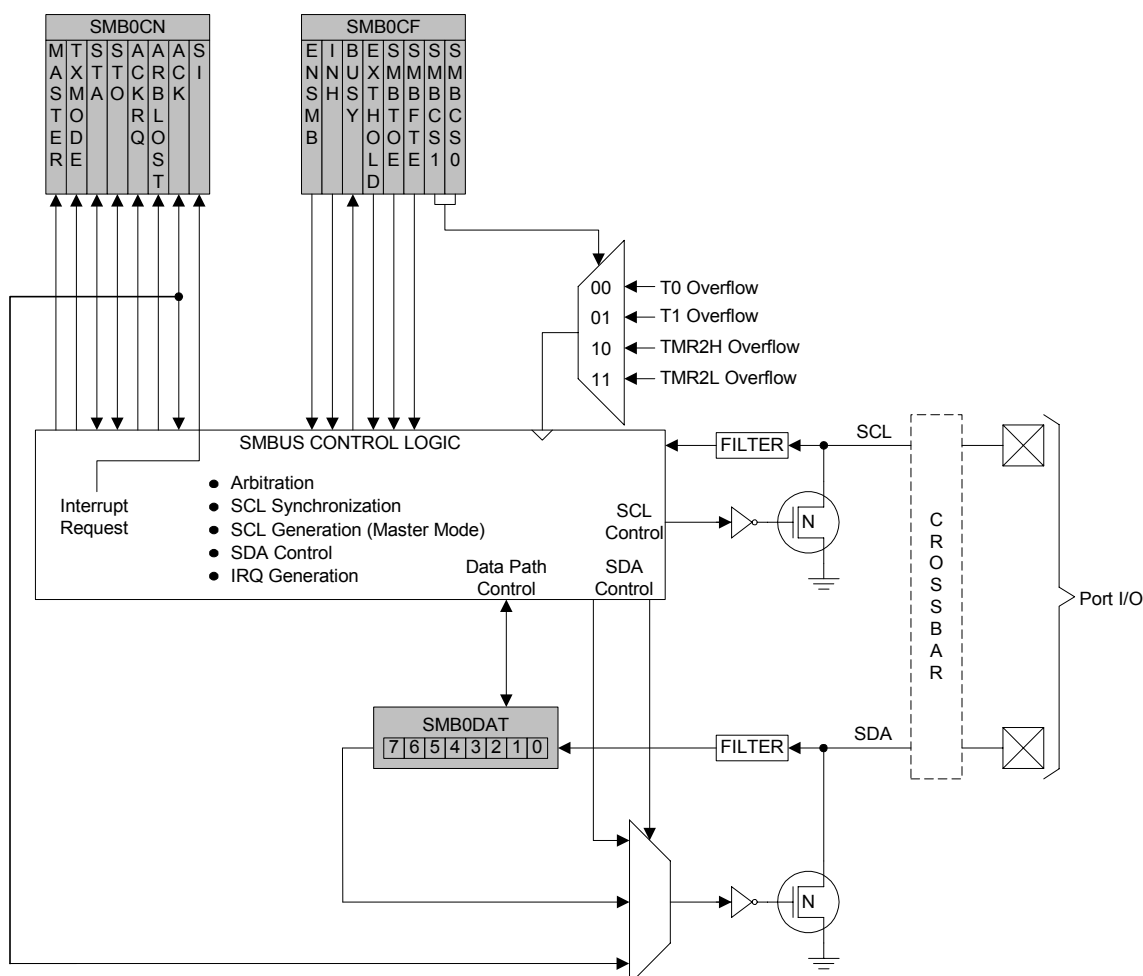 SMB0CN
MASTER
TXMODE
STA
STO
ACKRQ
ARBLOST
ACK
SI
SMB0CF
ENSMB
INH
BUSY
EXTHOLD
SMBTOE
SMBFTE
SMBCS1
SMBCS0
00
T0 Overflow
01
T1 Overflow
10
TMR2H Overflow
11
TMR2L Overflow
SMBUS CONTROL LOGIC
Interrupt
Request
● Arbitration
● SCL Synchronization
● SCL Generation (Master Mode)
● SDA Control
● IRQ Generation
SCL
Control
Data Path
Control
SDA
Control
FILTER
SCL
N
CROSSBAR
Port I/O
SMB0DAT
7 6 5 4 3 2 1 0
FILTER
SDA
N